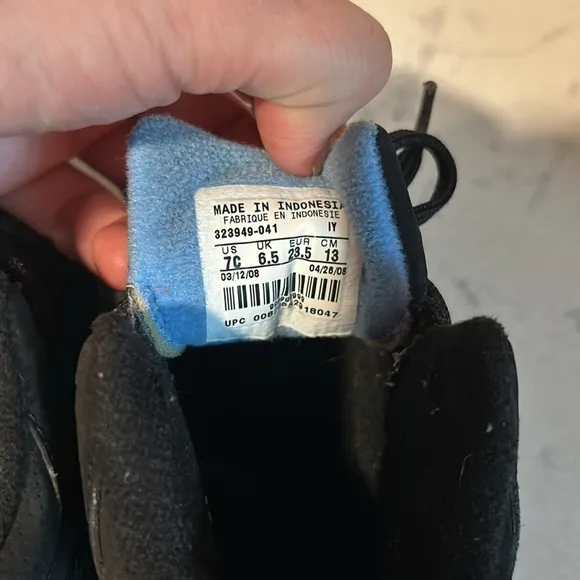 MADE IN INDONESIA
FABRIQUE EN INDONESIE
323949-041 IY
US UK EUR CM
7C 6.5 23.5 13
03/12/08 04/26/08
UPC